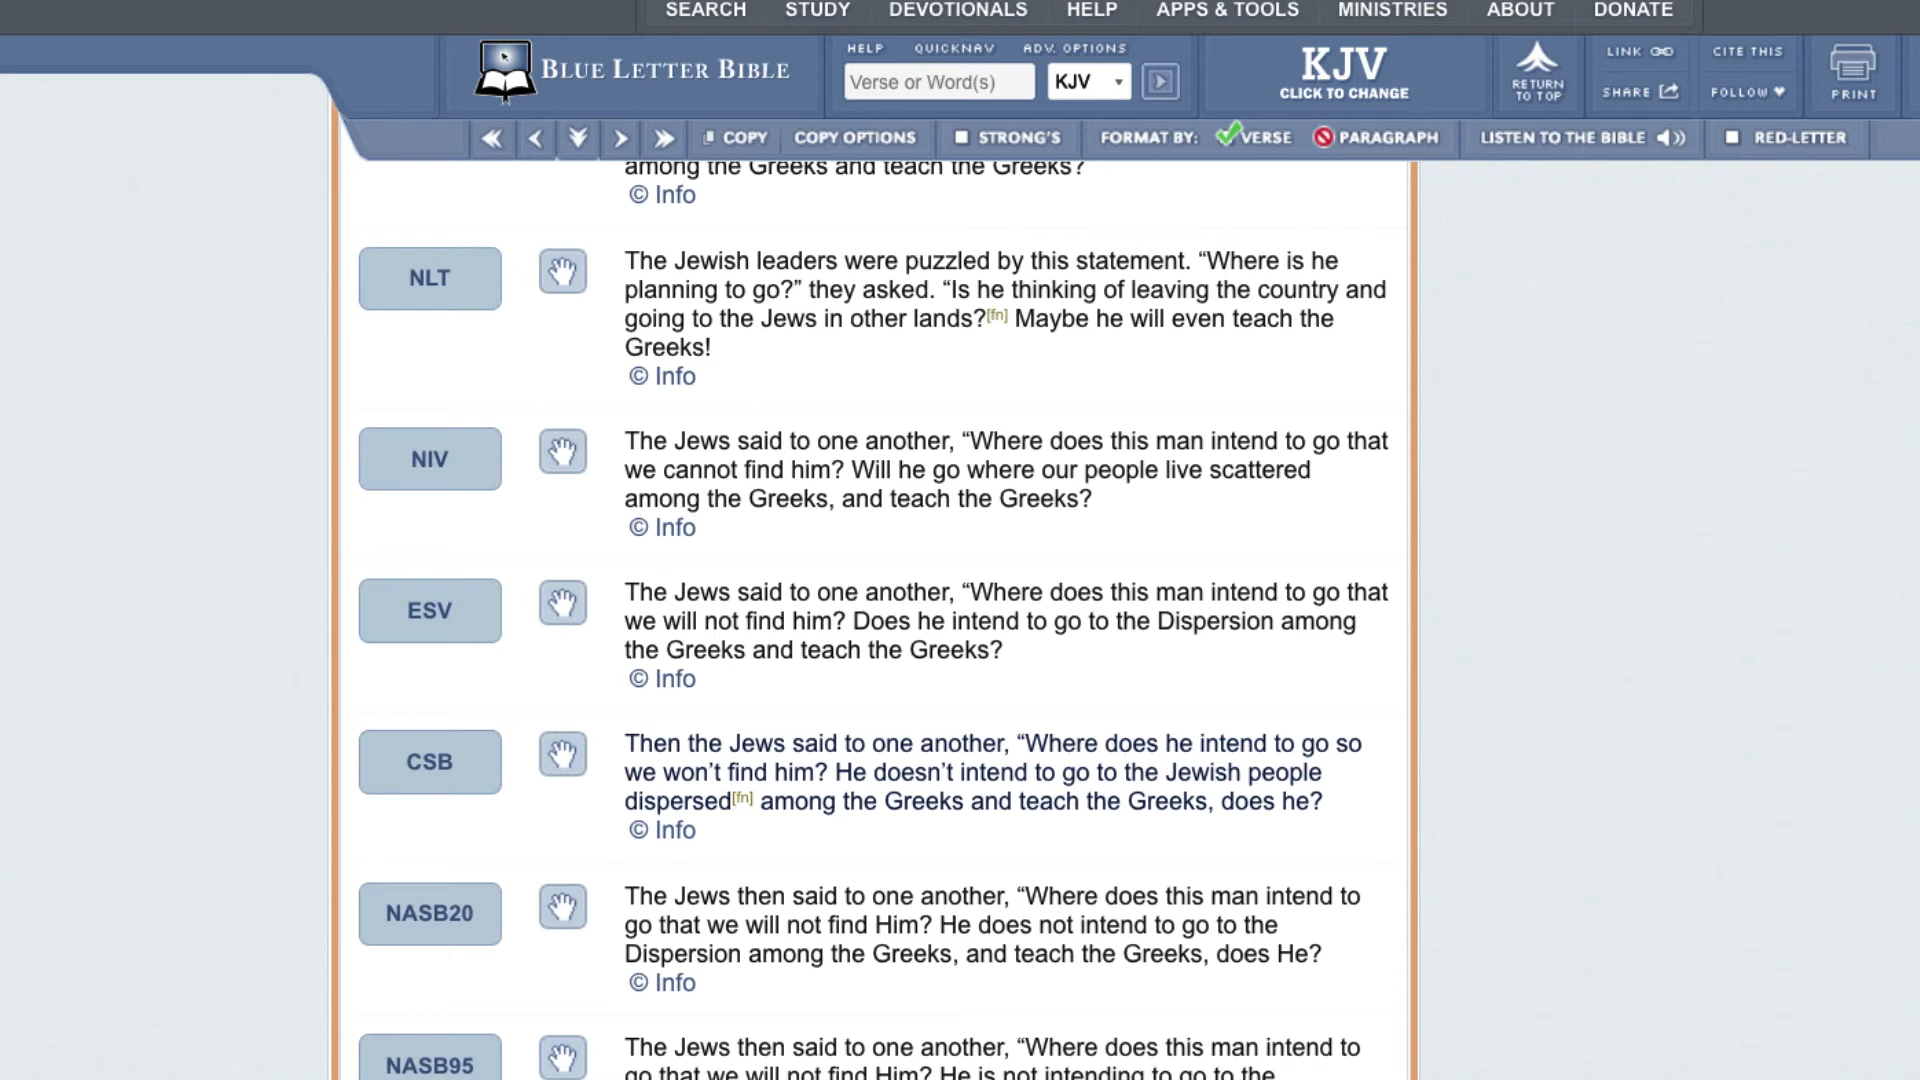 SEARCH STUDY DEVOTIONALS HELP APPS & TOOLS MINISTRIES ABOUT DONATE
BLUE LETTER BIBLE
HELP QUICKNAV ADV. OPTIONS
Verse or Word(s) KJV
KJV
CLICK TO CHANGE
RETURN
TO TOP
LINK
SHARE
CITE THIS
FOLLOW
PRINT
COPY COPY OPTIONS STRONG'S FORMAT BY: VERSE PARAGRAPH LISTEN TO THE BIBLE RED-LETTER
among the Greeks and teach the Greeks?
© Info
NLT
The Jewish leaders were puzzled by this statement. “Where is he
planning to go?” they asked. “Is he thinking of leaving the country and
going to the Jews in other lands?[fn] Maybe he will even teach the
Greeks!
© Info
NIV
The Jews said to one another, “Where does this man intend to go that
we cannot find him? Will he go where our people live scattered
among the Greeks, and teach the Greeks?
© Info
ESV
The Jews said to one another, “Where does this man intend to go that
we will not find him? Does he intend to go to the Dispersion among
the Greeks and teach the Greeks?
© Info
CSB
Then the Jews said to one another, “Where does he intend to go so
we won’t find him? He doesn’t intend to go to the Jewish people
dispersed[fn] among the Greeks and teach the Greeks, does he?
© Info
NASB20
The Jews then said to one another, “Where does this man intend to
go that we will not find Him? He does not intend to go to the
Dispersion among the Greeks, and teach the Greeks, does He?
© Info
NASB95
The Jews then said to one another, “Where does this man intend to
go that we will not find Him? He is not intending to go to the